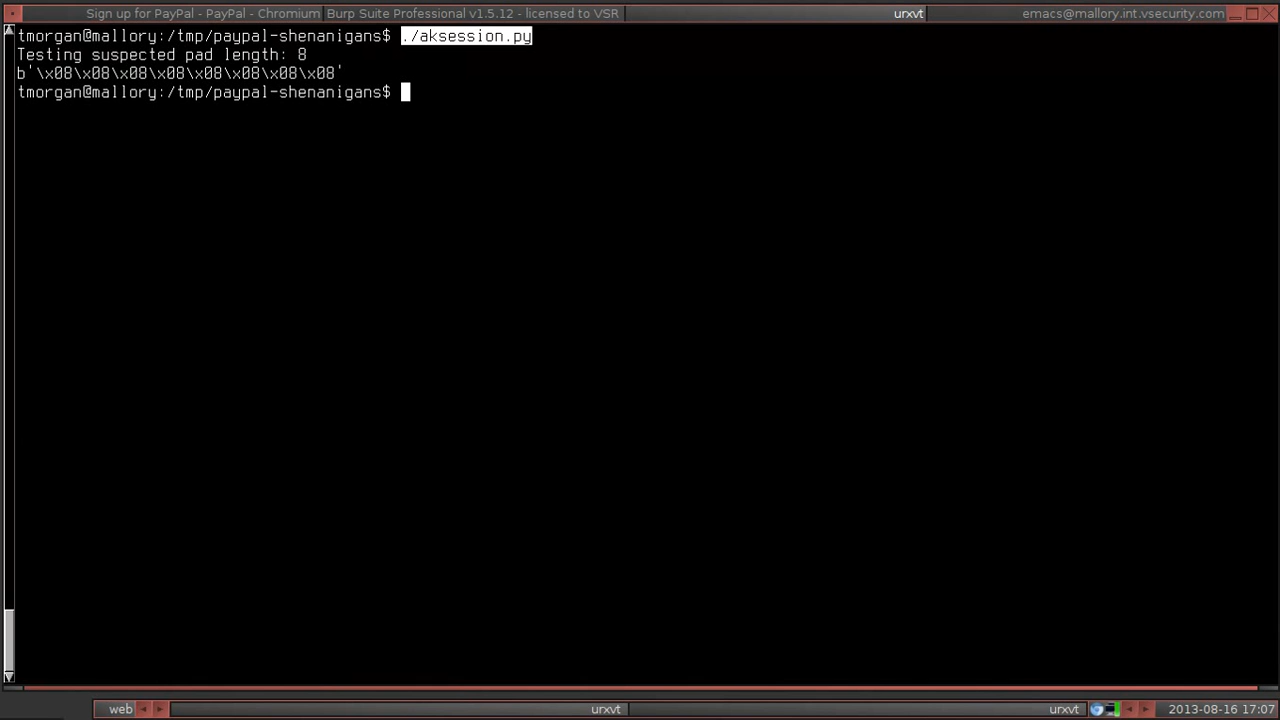 Sign up for PayPal - PayPal - Chromium
Burp Suite Professional v1.5.12 - licensed to VSR
urxvt
emacs@mallory.int.vsecurity.com
tmorgan@mallory:/tmp/paypal-shenanigans$ ./aksession.py
Testing suspected pad length: 8
b'\x08\x08\x08\x08\x08\x08\x08\x08'
tmorgan@mallory:/tmp/paypal-shenanigans$
web
urxvt
urxvt
2013-08-16 17:07